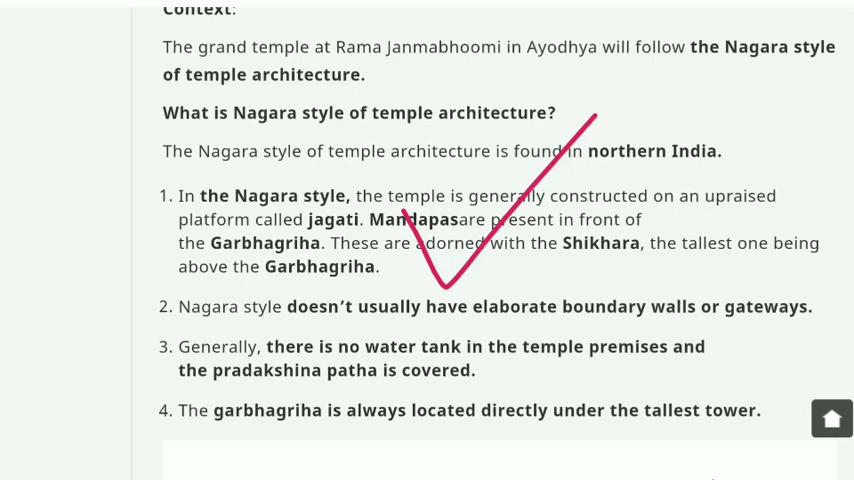 Context:
The grand temple at Rama Janmabhoomi in Ayodhya will follow the Nagara style
of temple architecture.
What is Nagara style of temple architecture?
The Nagara style of temple architecture is found in northern India.
1. In the Nagara style, the temple is generally constructed on an upraised
platform called jagati. Mandapasare present in front of
the Garbhagriha. These are adorned with the Shikhara, the tallest one being
above the Garbhagriha.
2. Nagara style doesn’t usually have elaborate boundary walls or gateways.
3. Generally, there is no water tank in the temple premises and
the pradakshina patha is covered.
4. The garbhagriha is always located directly under the tallest tower.